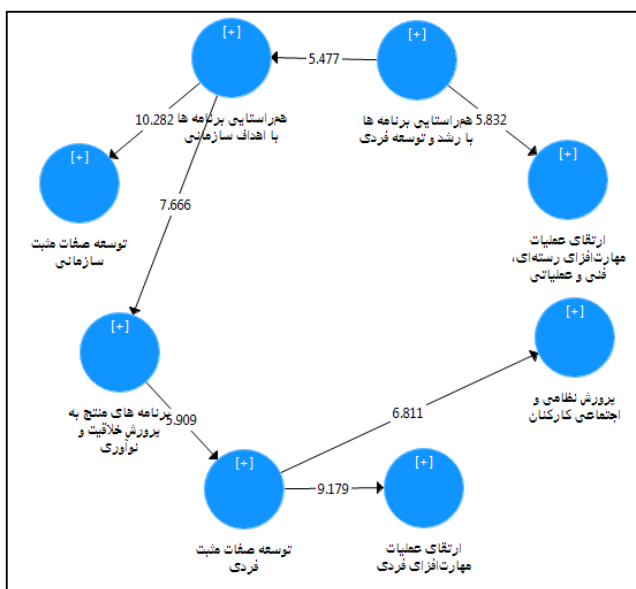 [+]
[+]
5.477
هم‌راستایی برنامه ها
با اهداف سازمانی
هم‌راستایی برنامه ها
با رشد و توسعه فردی
10.282
5.832
[+]
[+]
7.666
توسعه صفات مثبت
سازمانی
ارتقای عملیات
مهارت‌افزای رسته‌ای،
فنی و عملیاتی
[+]
[+]
برنامه های منتج به
پرورش خلاقیت و
نوآوری
5.909
6.811
پرورش نظامی و
اجتماعی کارکنان
[+]
[+]
9.179
توسعه صفات مثبت
فردی
ارتقای عملیات
مهارت‌افزای فردی